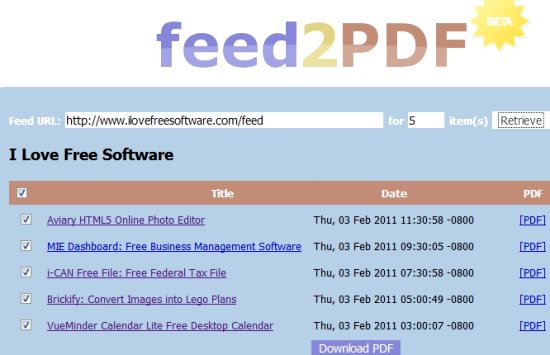 feed2PDF BETA
Feed URL: http://www.ilovefreesoftware.com/feed for 5 item(s) Retrieve
I Love Free Software
Title Date PDF
Aviary HTML5 Online Photo Editor Thu, 03 Feb 2011 11:30:58 -0800 [PDF]
MIE Dashboard: Free Business Management Software Thu, 03 Feb 2011 09:30:05 -0800 [PDF]
i-CAN Free File: Free Federal Tax File Thu, 03 Feb 2011 07:30:58 -0800 [PDF]
Brickify: Convert Images into Lego Plans Thu, 03 Feb 2011 05:00:49 -0800 [PDF]
VueMinder Calendar Lite Free Desktop Calendar Thu, 03 Feb 2011 03:00:07 -0800 [PDF]
Download PDF